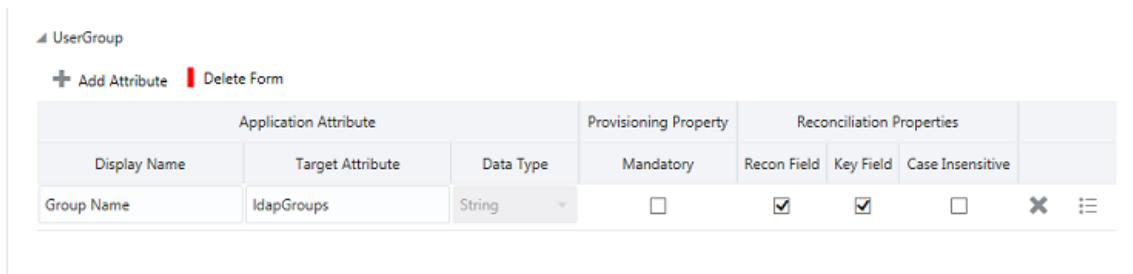 UserGroup
Add Attribute Delete Form
Application Attribute Provisioning Property Reconciliation Properties
Display Name Target Attribute Data Type Mandatory Recon Field Key Field Case Insensitive
Group Name ldapGroups String